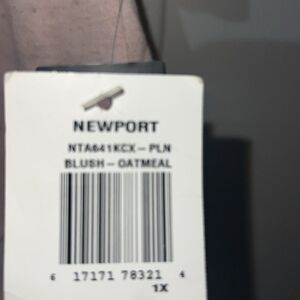 NEWPORT
NTA641KCX-PLN
BLUSH-OATMEAL
6 17171 78321 4
1X